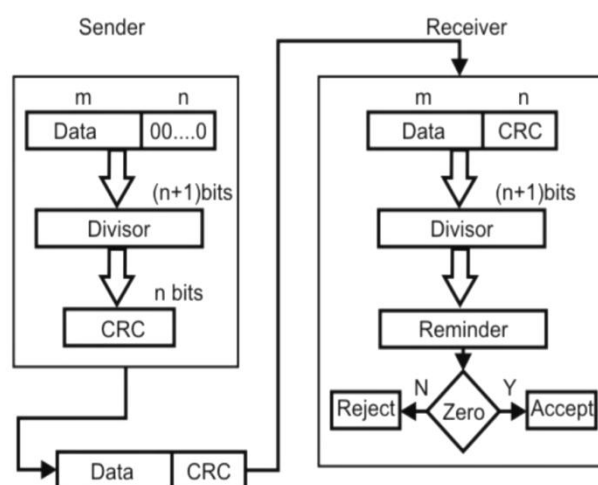 Sender
m n
Data 00....0
(n+1)bits
Divisor
n bits
CRC
Data CRC
Receiver
m n
Data CRC
(n+1)bits
Divisor
Reminder
N Y
Reject Zero Accept